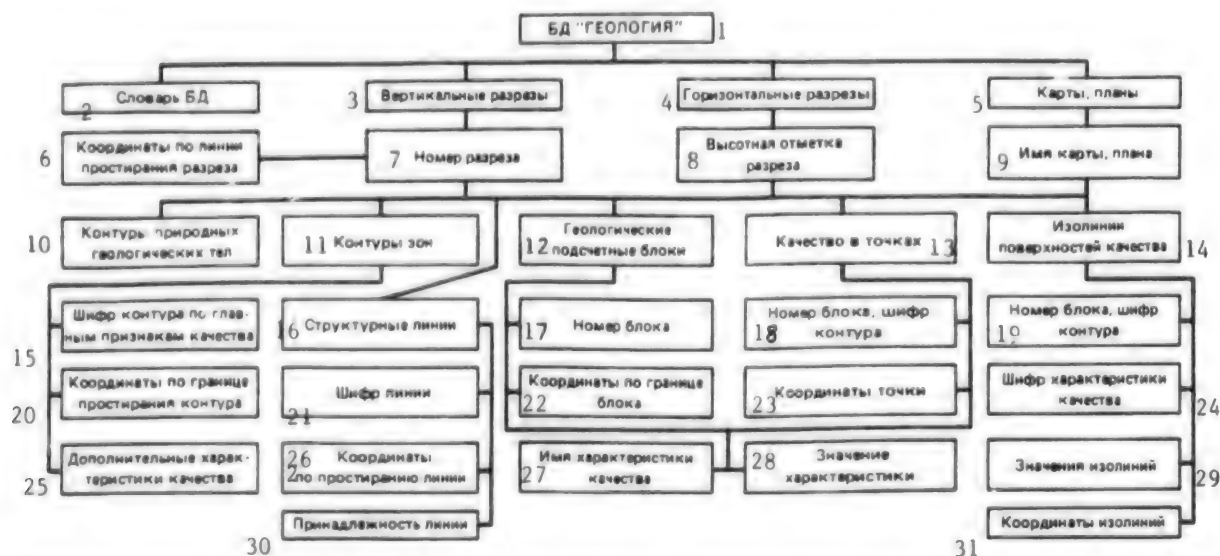 БД "ГЕОЛОГИЯ" 1
2 Словарь БД
3 Вертикальные разрезы
4 Горизонтальные разрезы
5 Карты, планы
6 Координаты по линии
простирания разреза
7 Номер разреза
8 Высотная отметка
разреза
9 Имя карты, плана
10 Контуры природных
геологических тел
11 Контуры зон
12 Геологические
подсчетные блоки
Качество в точках 13
Изолинии
поверхностей качества 14
15 Шифр контура по глав-
ным признакам качества
16 Структурные линии
17 Номер блока
18 Номер блока, шифр
контура
19 Номер блока, шифр
контура
20 Координаты по границе
простирания контура
21 Шифр линии
22 Координаты по границе
блока
23 Координаты точки
Шифр характеристики
качества 24
25 Дополнительные харак-
теристики качества
26 Координаты
2 по простиранию линии
27 Имя характеристики
качества
28 Значение
характеристики
Значения изолиний 29
30 Принадлежность линии
31 Координаты изолиний